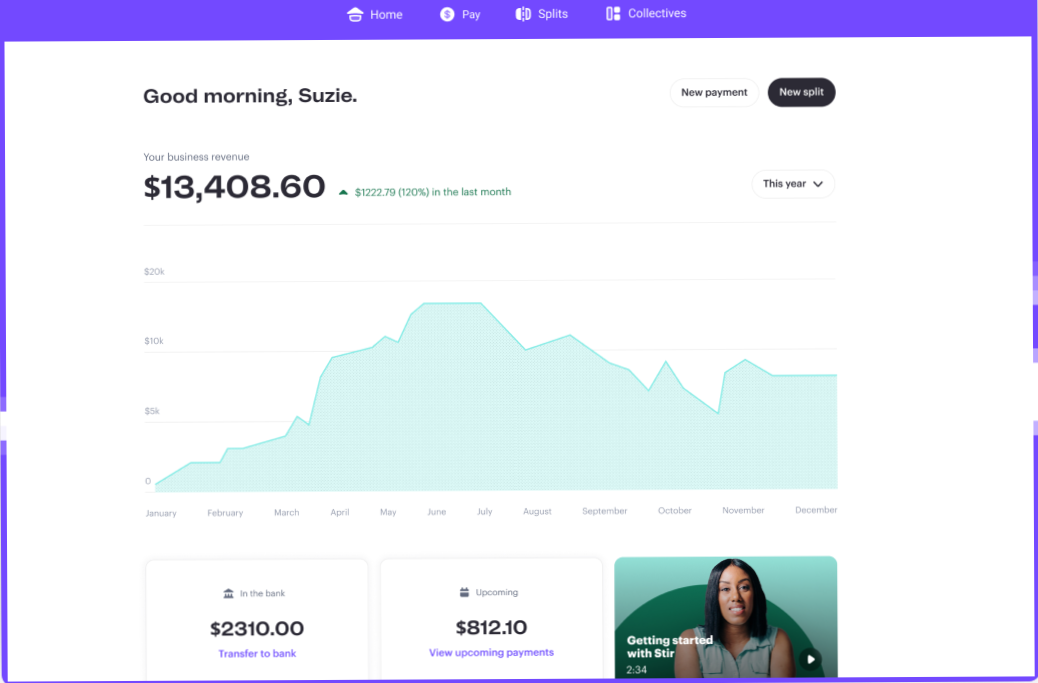 Home Pay Splits Collectives
Good morning, Suzie.
New payment New split
Your business revenue
$13,408.60 $1222.79 (120%) in the last month
This year
$20k
$10k
$5k
0
January February March April May June July August September October November December
In the bank
$2310.00
Transfer to bank
Upcoming
$812.10
View upcoming payments
Getting started
with Stir
2:34